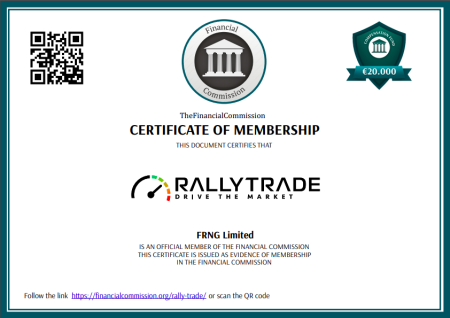 Financial
Commission
COMPENSATION FUND
€20.000
TheFinancialCommission
CERTIFICATE OF MEMBERSHIP
THIS DOCUMENT CERTIFIES THAT
RALLYTRADE
DRIVE THE MARKET
FRNG Limited
IS AN OFFICIAL MEMBER OF THE FINANCIAL COMMISSION
THIS CERTIFICATE IS ISSUED AS EVIDENCE OF MEMBERSHIP
IN THE FINANCIAL COMMISSION
Follow the link https://financialcommission.org/rally-trade/ or scan the QR code